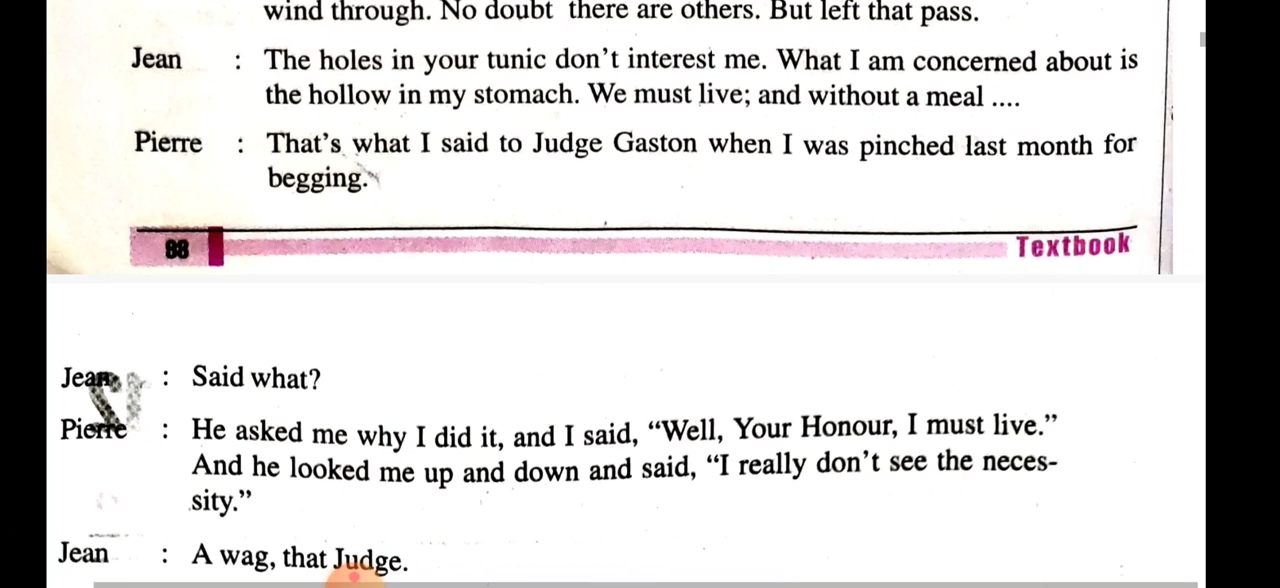 wind through. No doubt there are others. But left that pass.
Jean : The holes in your tunic don't interest me. What I am concerned about is
the hollow in my stomach. We must live; and without a meal ....
Pierre : That's what I said to Judge Gaston when I was pinched last month for
begging.
88 Textbook
Jean : Said what?
Pierre : He asked me why I did it, and I said, “Well, Your Honour, I must live.”
And he looked me up and down and said, “I really don't see the neces-
sity.”
Jean : A wag, that Judge.